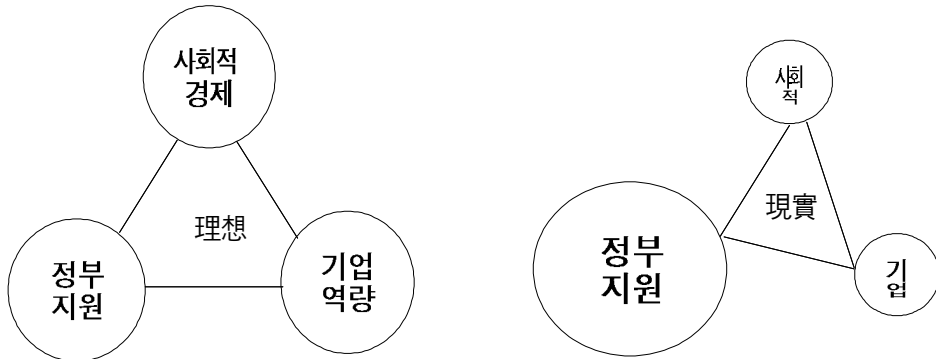 사회적
경제
理想
정부
지원
기업
역량
사회
적
現實
정부
지원
기
업